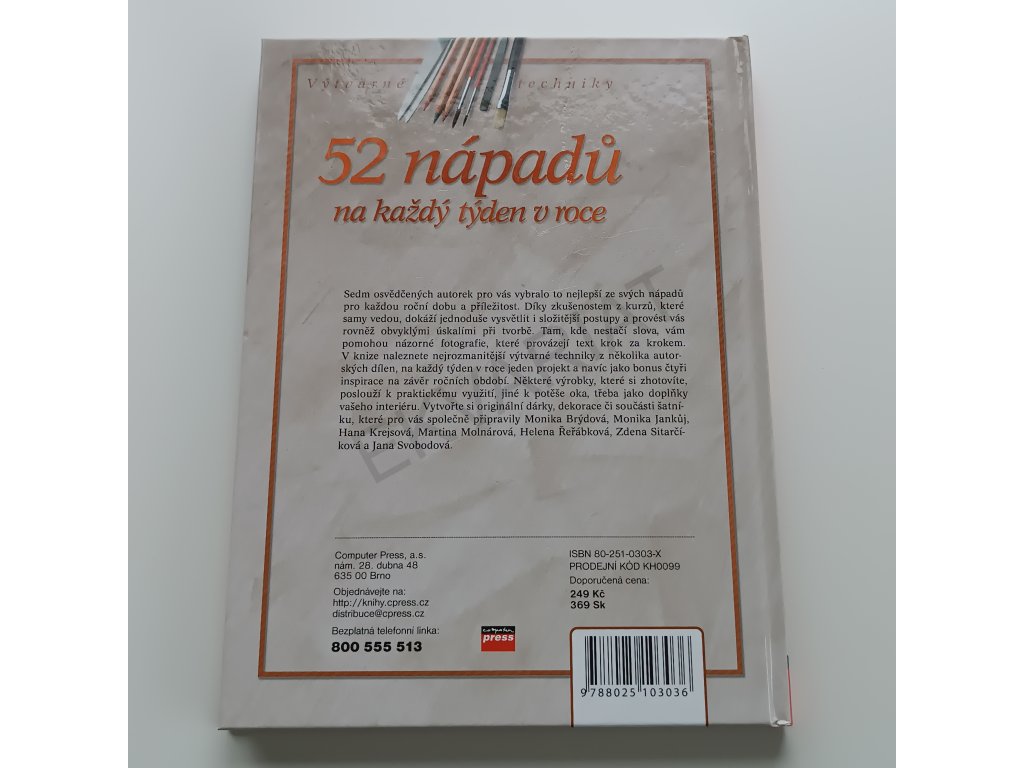 Výtvarné techniky
52 nápadů
na každý týden v roce
Sedm osvědčených autorek pro vás vybralo to nejlepší ze svých nápadů
pro každou roční dobu a příležitost. Díky zkušenostem z kurzů, které
samy vedou, dokáží jednoduše vysvětlit i složitější postupy a provést vás
rovněž obvyklými úskalími při tvorbě. Tam, kde nestačí slova, vám
pomohou názorné fotografie, které provázejí text krok za krokem.
V knize naleznete nejrozmanitější výtvarné techniky z několika autor-
ských dílen, na každý týden v roce jeden projekt a navíc jako bonus čtyři
inspirace na závěr ročních období. Některé výrobky, které si zhotovíte,
poslouží k praktickému využití, jiné k potěše oka, třeba jako doplňky
vašeho interiéru. Vytvořte si originální dárky, dekorace či součásti šatní-
ku, které pro vás společně připravily Monika Brýdová, Monika Jankůj,
Hana Krejsová, Martina Molnárová, Helena Řeřábková, Zdena Sitarčí-
ková a Jana Svobodová.
Computer Press, a.s.
nám. 28. dubna 48
635 00 Brno
Objednávejte na:
http://knihy.cpress.cz
distribuce@cpress.cz
Bezplatná telefonní linka:
800 555 513
computer
press
ISBN 80-251-0303-X
PRODEJNÍ KÓD KH0099
Doporučená cena:
249 Kč
369 Sk
9 788025 103036